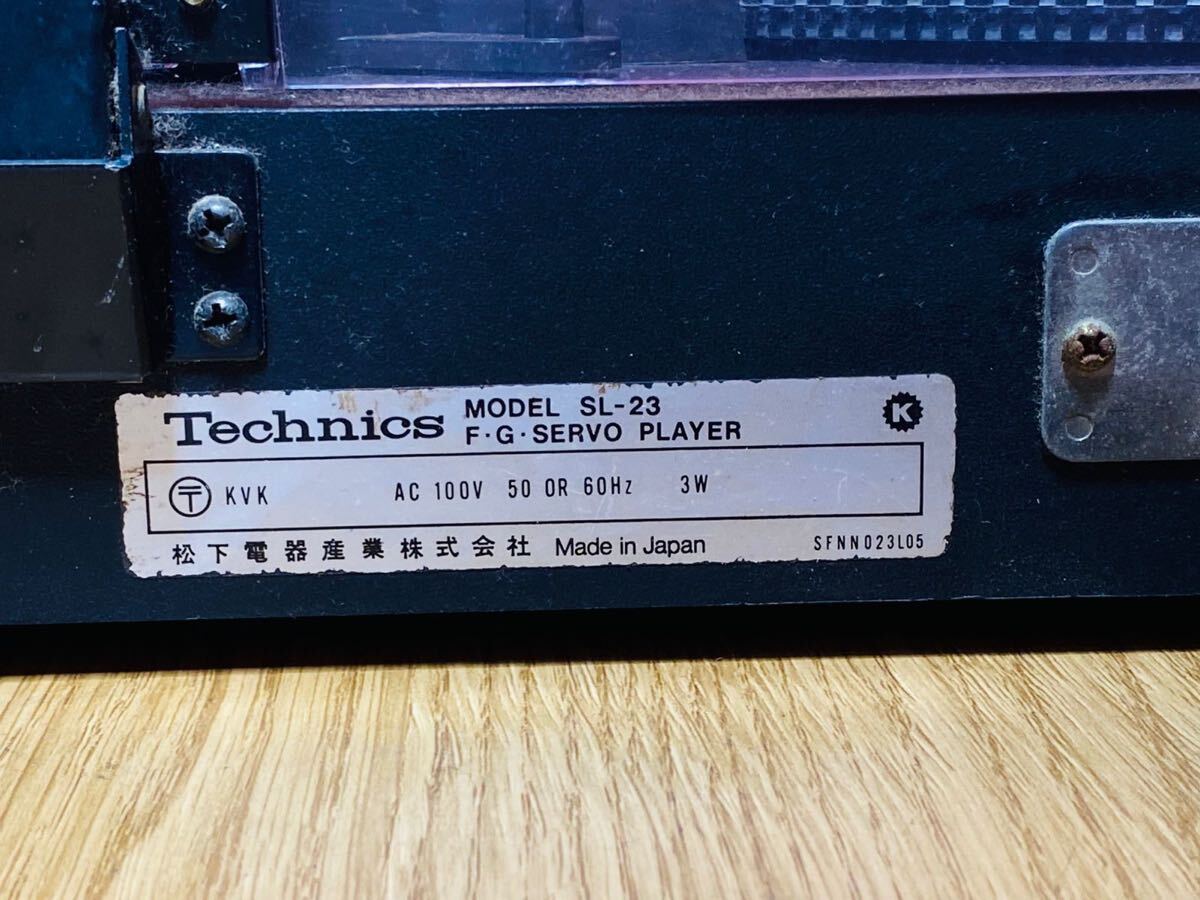 Technics MODEL SL-23
F·G·SERVO PLAYER
K
〒 KVK AC 100V 50 OR 60Hz 3W
松下電器産業株式会社 Made in Japan SFNN023L05